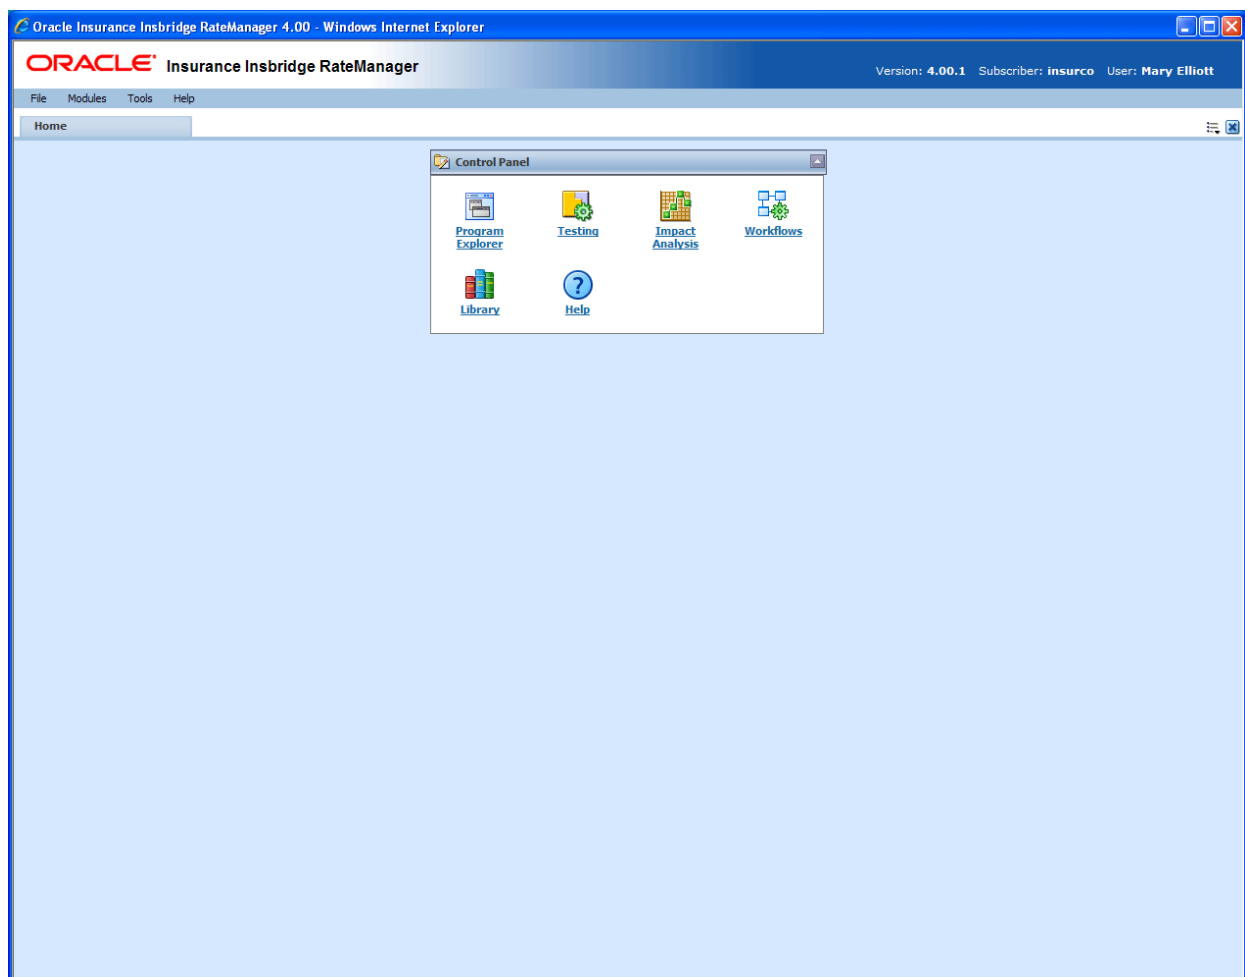 Oracle Insurance Insbridge RateManager 4.00 - Windows Internet Explorer
ORACLE Insurance Insbridge RateManager
Version: 4.00.1 Subscriber: insurco User: Mary Elliott
File Modules Tools Help
Home
Control Panel
Program Explorer
Testing
Impact Analysis
Workflows
Library
? Help